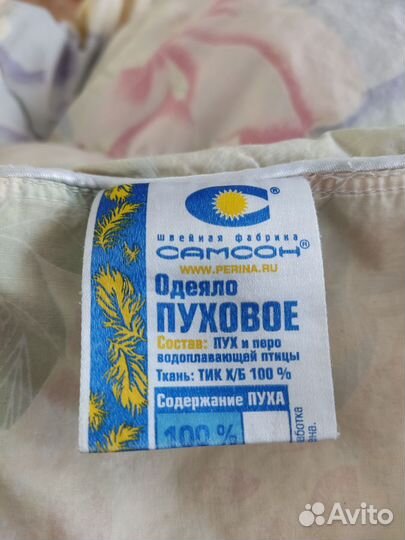 С®
швейная фабрика
САМСОН®
WWW.PERINA.RU
Одеяло
ПУХОВОЕ
Состав: ПУХ и перо
водоплавающей птицы
Ткань: ТИК Х/Б 100 %
Содержание ПУХА
100 %
Avito